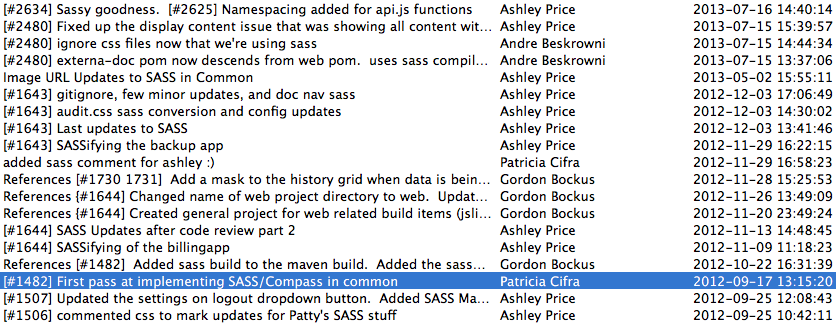 [#2634] Sassy goodness.  [#2625] Namespacing added for api.js functions Ashley Price 2013-07-16 14:40:14
[#2480] Fixed up the display content issue that was showing all content wit... Ashley Price 2013-07-15 15:39:57
[#2480] ignore css files now that we're using sass Andre Beskrowni 2013-07-15 14:44:34
[#2480] externa-doc pom now descends from web pom.  uses sass compil... Andre Beskrowni 2013-07-15 13:37:06
Image URL Updates to SASS in Common Ashley Price 2013-05-02 15:55:11
[#1643] gitignore, few minor updates, and doc nav sass Ashley Price 2012-12-03 17:06:49
[#1643] audit.css sass conversion and config updates Ashley Price 2012-12-03 14:30:02
[#1643] Last updates to SASS Ashley Price 2012-12-03 13:41:46
[#1643] SASSifying the backup app Ashley Price 2012-11-29 16:22:15
added sass comment for ashley :) Patricia Cifra 2012-11-29 16:58:23
References [#1730 1731]  Add a mask to the history grid when data is bein... Gordon Bockus 2012-11-28 15:25:53
References [#1644] Changed name of web project directory to web.  Updat... Gordon Bockus 2012-11-26 13:49:09
References [#1644] Created general project for web related build items (jsli... Gordon Bockus 2012-11-20 23:49:24
[#1644] SASS Updates after code review part 2 Ashley Price 2012-11-13 14:48:45
[#1644] SASSifying of the billingapp Ashley Price 2012-11-09 11:18:23
References [#1482]  Added sass build to the maven build.  Added the sass... Gordon Bockus 2012-10-22 16:31:39
[#1482] First pass at implementing SASS/Compass in common Patricia Cifra 2012-09-17 13:15:20
[#1507] Updated the settings on logout dropdown button.  Added SASS Ma... Ashley Price 2012-09-25 12:08:43
[#1506] commented css to mark updates for Patty's SASS stuff Ashley Price 2012-09-25 10:42:11